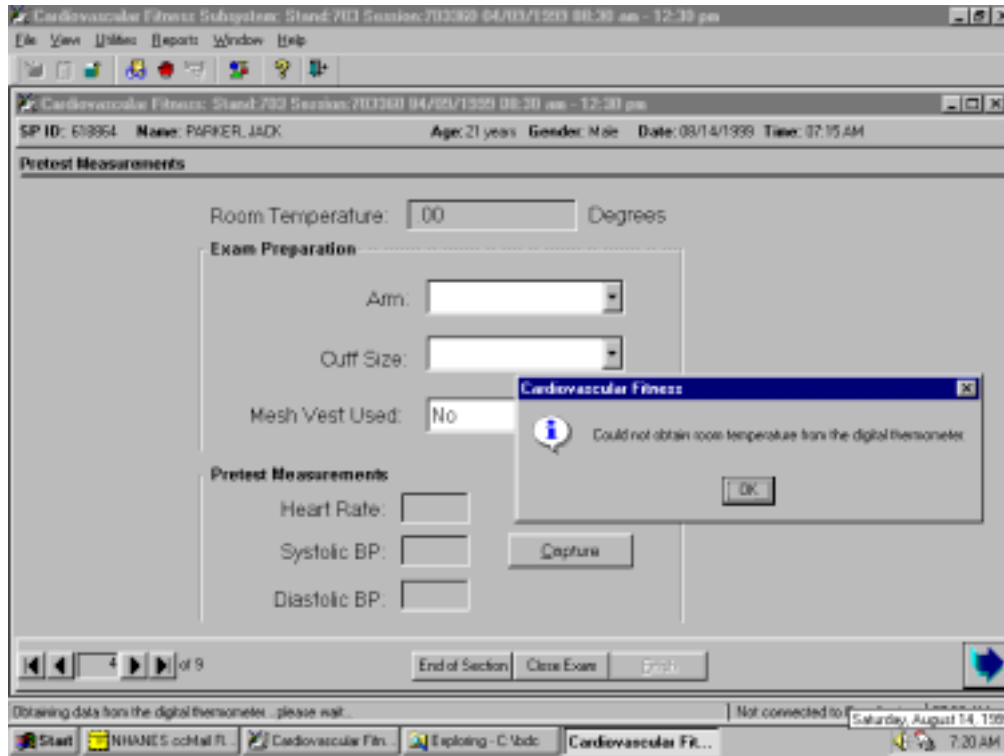 Cardiovascular Fitness Subsystem: Stand:703 Session:703360 04/09/1999 08:30 am - 12:30 pm
File View Utilities Reports Window Help
Cardiovascular Fitness: Stand:703 Session:703360 04/09/1999 08:30 am - 12:30 pm
SP ID: 618864 Name: PARKER, JACK Age: 21 years Gender: Male Date: 08/14/1999 Time: 07:15 AM
Pretest Measurements
Room Temperature: .00 Degrees
Exam Preparation
Arm:
Cuff Size:
Cardiovascular Fitness
Mesh Vest Used: No
Could not obtain room temperature from the digital thermometer.
OK
Pretest Measurements
Heart Rate:
Systolic BP: Capture
Diastolic BP:
4 of 9 End of Section Close Exam Finish
Obtaining data from the digital thermometer... please wait... Not connected to
Saturday, August 14, 199
Start NHANES ccMail R... Cardiovascular Fitn... Exploring - C:\bdc Cardiovascular Fit... 7:20 AM